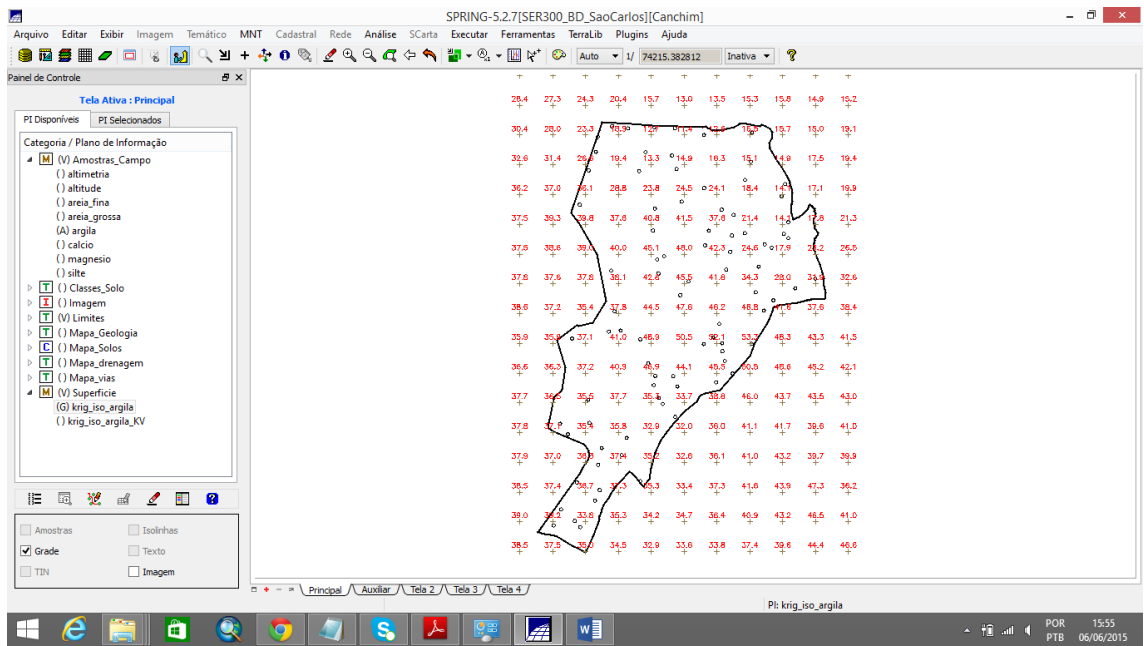 SPRING-5.2.7[SER300_BD_SaoCarlos][Canchim]
Arquivo Editar Exibir Imagem Temático MNT Cadastral Rede Análise SCarta Executar Ferramentas TerraLib Plugins Ajuda
Auto 1/ 74215.382812 Inativa
Painel de Controle
Tela Ativa : Principal
PI Disponíveis PI Selecionados
Categoria / Plano de Informação
M (V) Amostras_Campo
( ) altimetria
( ) altitude
( ) areia_fina
( ) areia_grossa
(A) argila
( ) calcio
( ) magnesio
( ) silte
T ( ) Classes_Solo
I ( ) Imagem
T (V) Limites
T ( ) Mapa_Geologia
C ( ) Mapa_Solos
T ( ) Mapa_drenagem
T ( ) Mapa_vias
M (V) Superficie
(G) krig_iso_argila
( ) krig_iso_argila_KV
Amostras Isolinhas
Grade Texto
TIN Imagem
27.3 24.3 20.4 15.7 13.0 13.5 15.3 15.8 14.9 15.2
30.4 28.0 23.3 15.0 19.1
32.6 31.4 19.4 13.3 14.9 16.3 15.1 17.5 19.4
36.2 37.0 28.8 23.8 24.5 24.1 18.4 17.1 19.9
37.5 39.3 39.8 37.6 40.8 41.5 37.6 21.4 21.3
37.5 38.6 40.0 45.1 48.0 42.3 24.6 17.9 26.5
37.8 37.6 37.8 38.1 42.8 45.5 41.8 34.3 32.6
38.6 37.2 35.4 44.5 47.6 46.2 37.6 38.4
35.9 37.1 41.0 48.9 50.5 53.3 48.3 43.3 41.5
36.6 36.3 37.2 40.9 44.1 48.6 45.2 42.1
37.7 35.5 37.7 33.7 46.0 43.7 43.5 43.0
37.8 35.4 35.8 32.9 32.0 36.0 41.1 41.7 39.6 41.0
37.9 37.0 32.6 36.1 41.0 43.2 39.7 39.9
38.5 37.4 33.4 37.3 41.6 43.9 47.3 36.2
39.0 33.8 35.3 34.2 34.7 36.4 40.9 43.2 46.5 41.0
38.5 37.5 35.0 34.5 32.9 33.6 33.8 37.4 39.6 44.4 46.6
Principal Auxiliar Tela 2 Tela 3 Tela 4
PI: krig_iso_argila
POR 15:55
PTB 06/06/2015